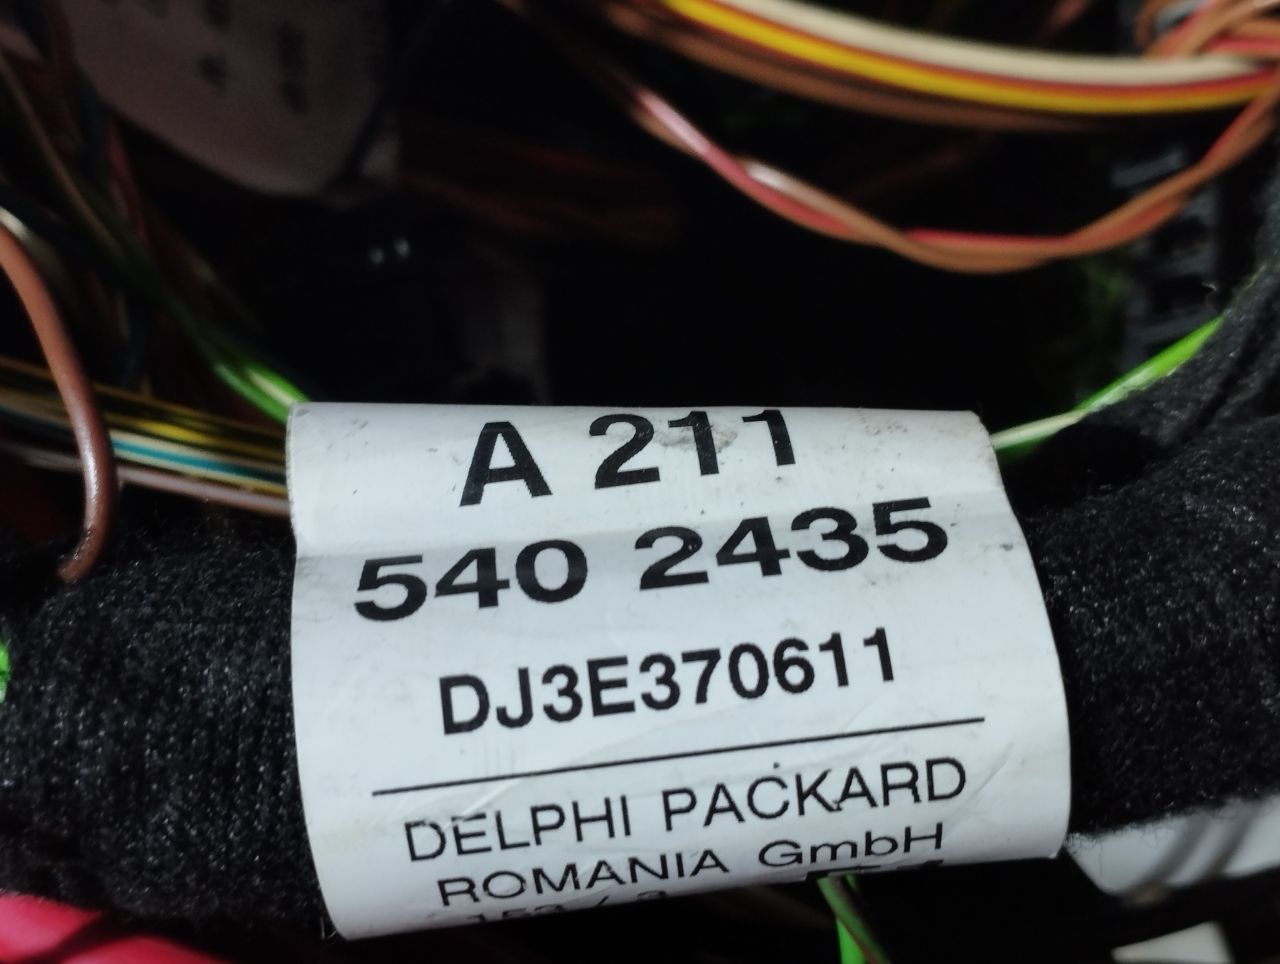 A 211
540 2435
DJ3E370611
DELPHI PACKARD
ROMANIA GmbH